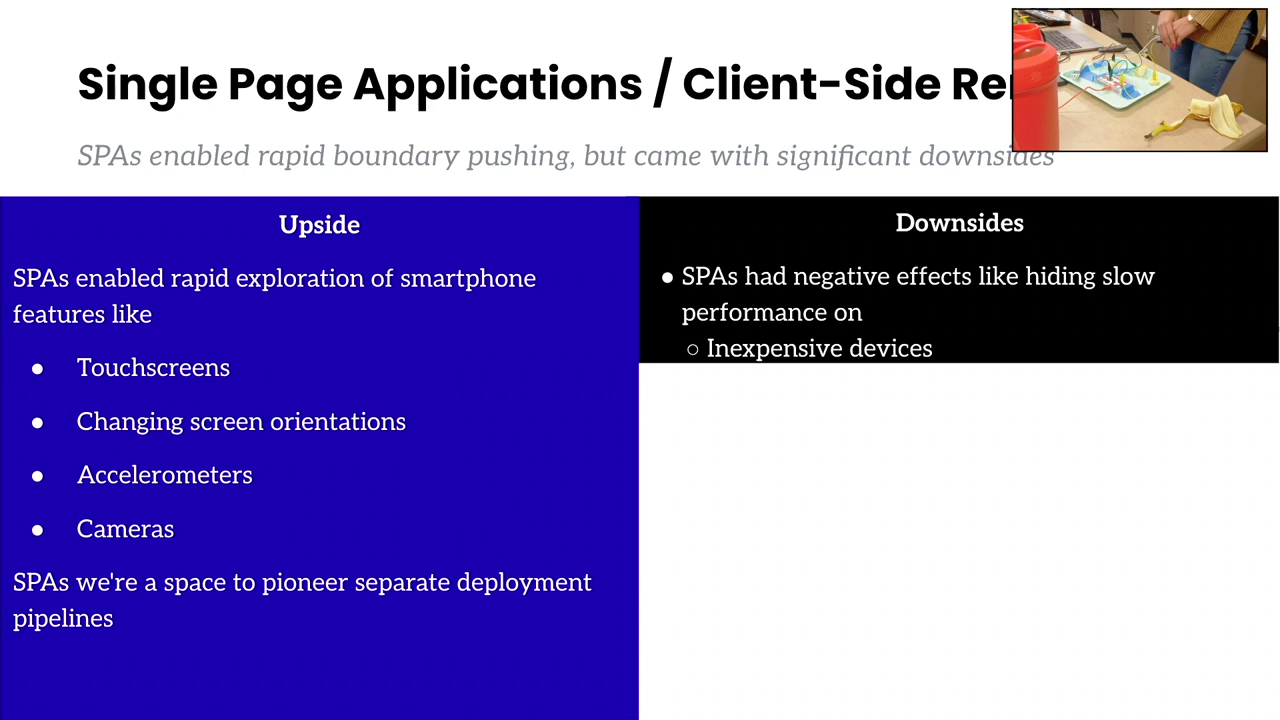 Single Page Applications / Client-Side
SPAs enabled rapid boundary pushing, but came with significant downsides
Upside
SPAs enabled rapid exploration of smartphone
features like
● Touchscreens
● Changing screen orientations
● Accelerometers
● Cameras
SPAs we're a space to pioneer separate deployment
pipelines
Downsides
● SPAs had negative effects like hiding slow
performance on
○ Inexpensive devices